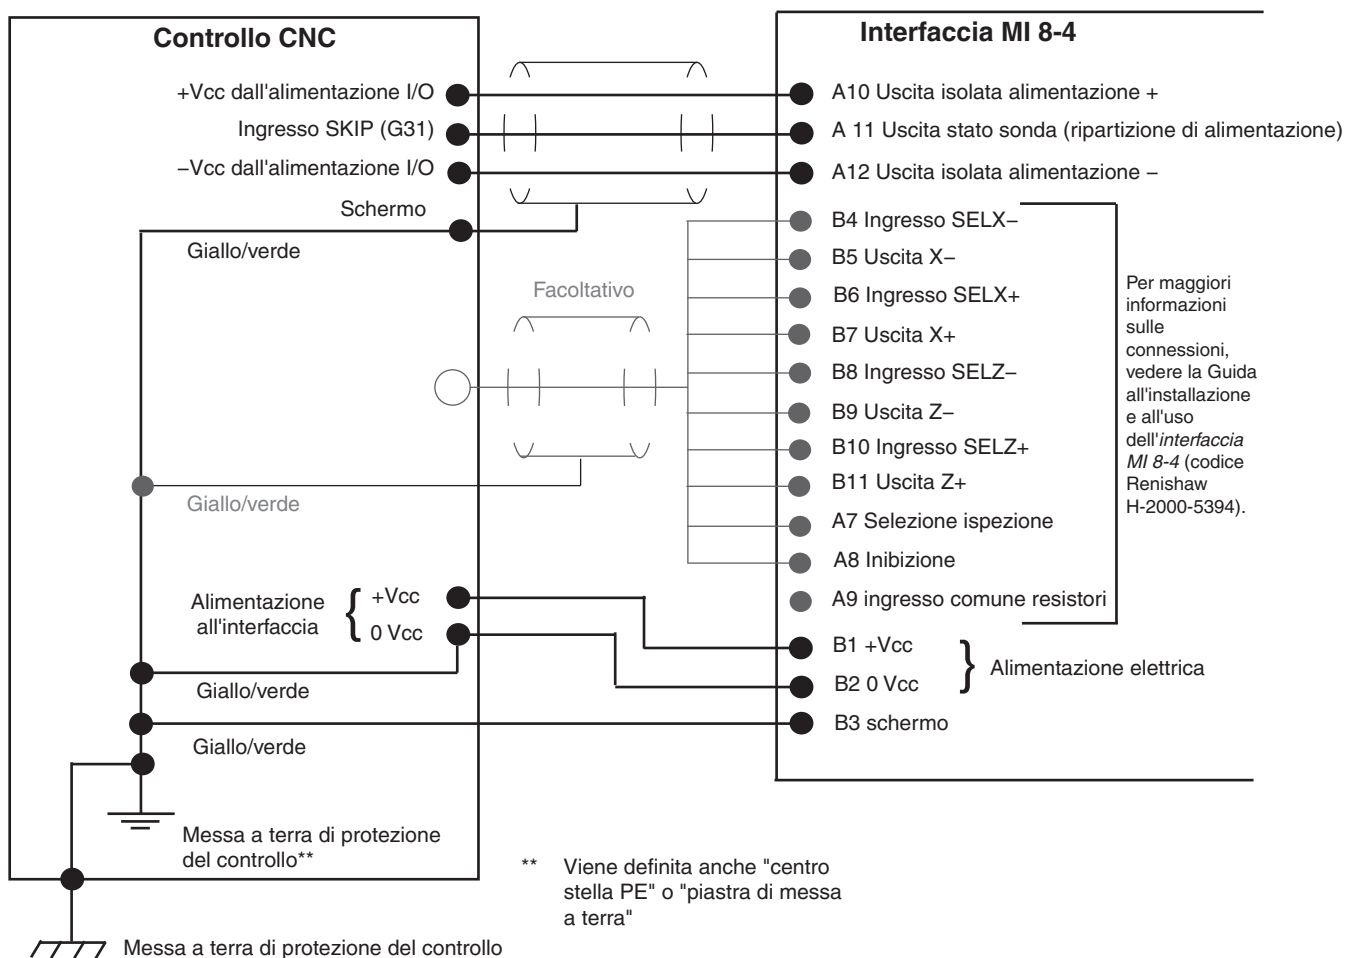 Controllo CNC
+Vcc dall'alimentazione I/O
Ingresso SKIP (G31)
−Vcc dall'alimentazione I/O
Schermo
Giallo/verde
Facoltativo
Giallo/verde
Alimentazione
all'interfaccia
{
+Vcc
0 Vcc
Giallo/verde
Giallo/verde
Messa a terra di protezione
del controllo**
Messa a terra di protezione del controllo
Interfaccia MI 8-4
A10 Uscita isolata alimentazione +
A 11 Uscita stato sonda (ripartizione di alimentazione)
A12 Uscita isolata alimentazione −
B4 Ingresso SELX−
B5 Uscita X−
B6 Ingresso SELX+
B7 Uscita X+
B8 Ingresso SELZ−
B9 Uscita Z−
B10 Ingresso SELZ+
B11 Uscita Z+
A7 Selezione ispezione
A8 Inibizione
A9 ingresso comune resistori
B1 +Vcc
B2 0 Vcc
}
Alimentazione elettrica
B3 schermo
Per maggiori
informazioni
sulle
connessioni,
vedere la Guida
all'installazione
e all'uso
dell'interfaccia
MI 8-4 (codice
Renishaw
H-2000-5394).
** Viene definita anche "centro
stella PE" o "piastra di messa
a terra"